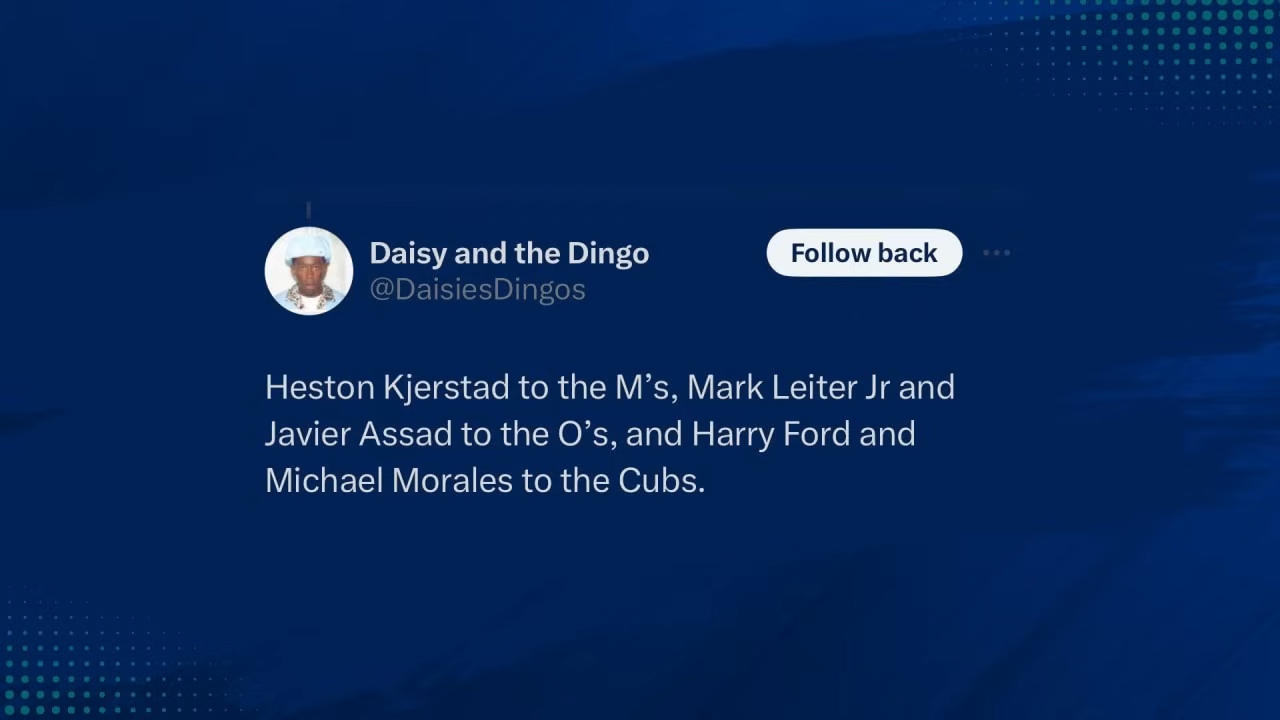 Daisy and the Dingo
@DaisiesDingos
Follow back
Heston Kjerstad to the M’s, Mark Leiter Jr and
Javier Assad to the O’s, and Harry Ford and
Michael Morales to the Cubs.